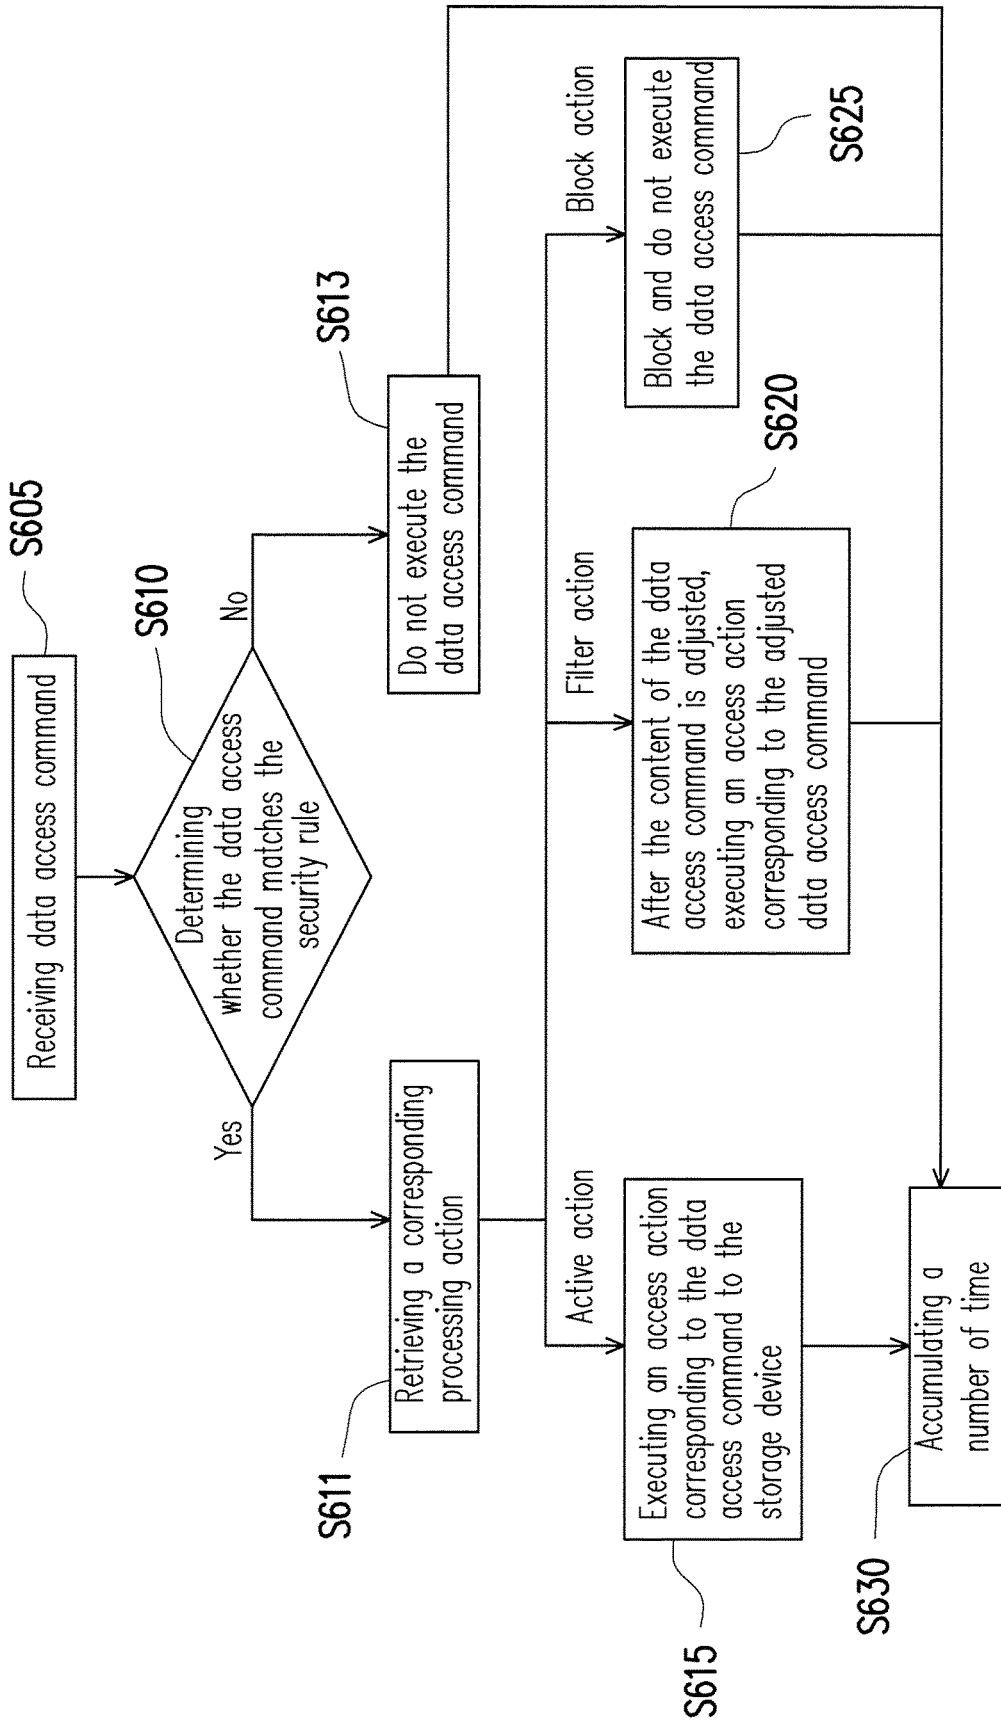 Receiving data access command
S605
Determining
whether the data access
command matches the
security rule
S610
Yes
No
Retrieving a corresponding
processing action
S611
Do not execute the
data access command
S613
Active action
Filter action
Block action
Executing an access action
corresponding to the data
access command to the
storage device
S615
After the content of the data
access command is adjusted,
executing an access action
corresponding to the adjusted
data access command
S620
Block and do not execute
the data access command
S625
Accumulating a
number of time
S630